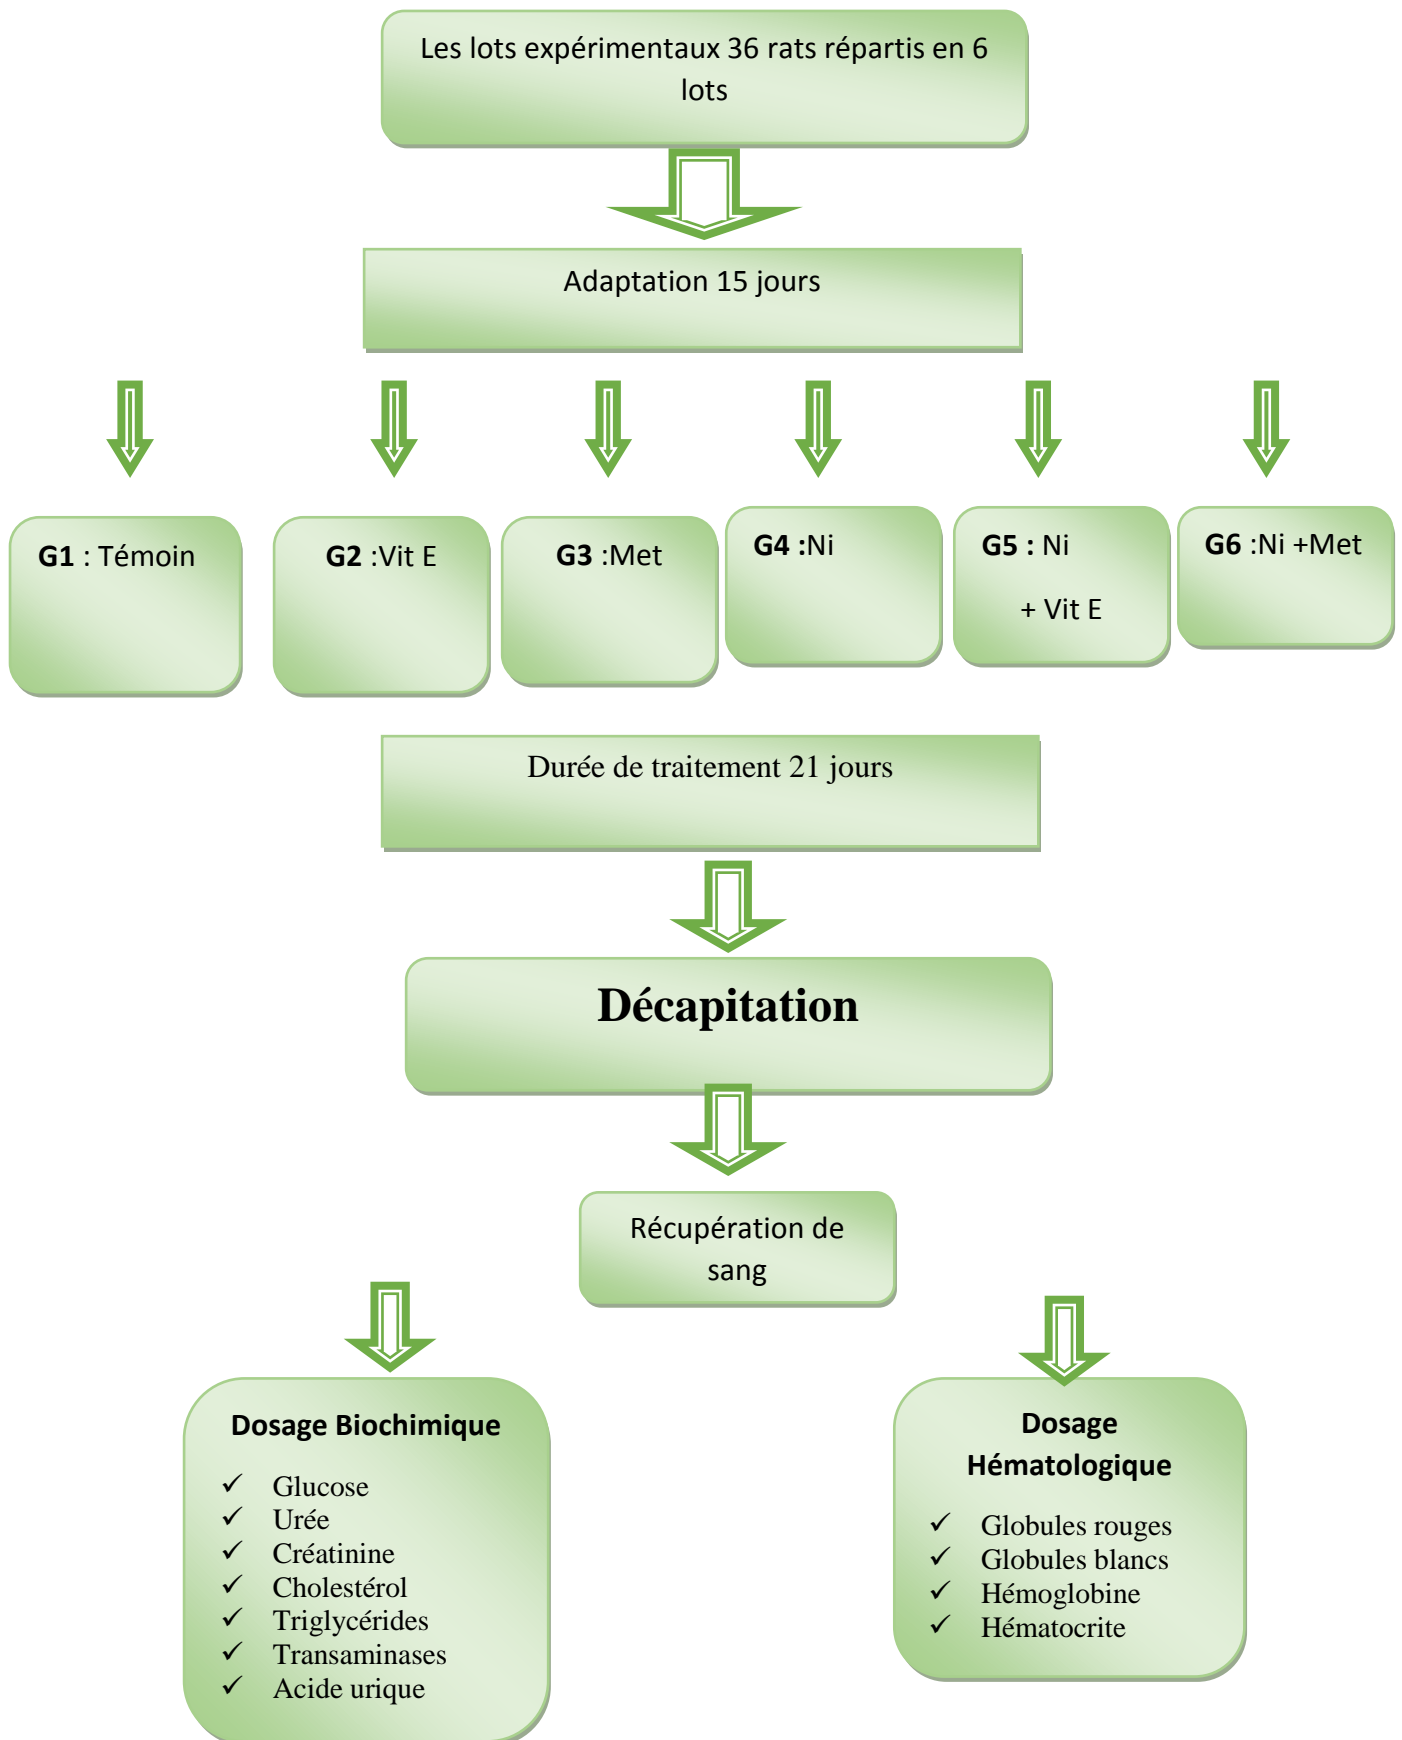 Les lots expérimentaux 36 rats répartis en 6
lots
Adaptation 15 jours
G1 : Témoin
G2 :Vit E
G3 :Met
G4 :Ni
G5 : Ni
+ Vit E
G6 :Ni +Met
Durée de traitement 21 jours
Décapitation
Récupération de
sang
Dosage Biochimique
✓ Glucose
✓ Urée
✓ Créatinine
✓ Cholestérol
✓ Triglycérides
✓ Transaminases
✓ Acide urique
Dosage
Hématologique
✓ Globules rouges
✓ Globules blancs
✓ Hémoglobine
✓ Hématocrite